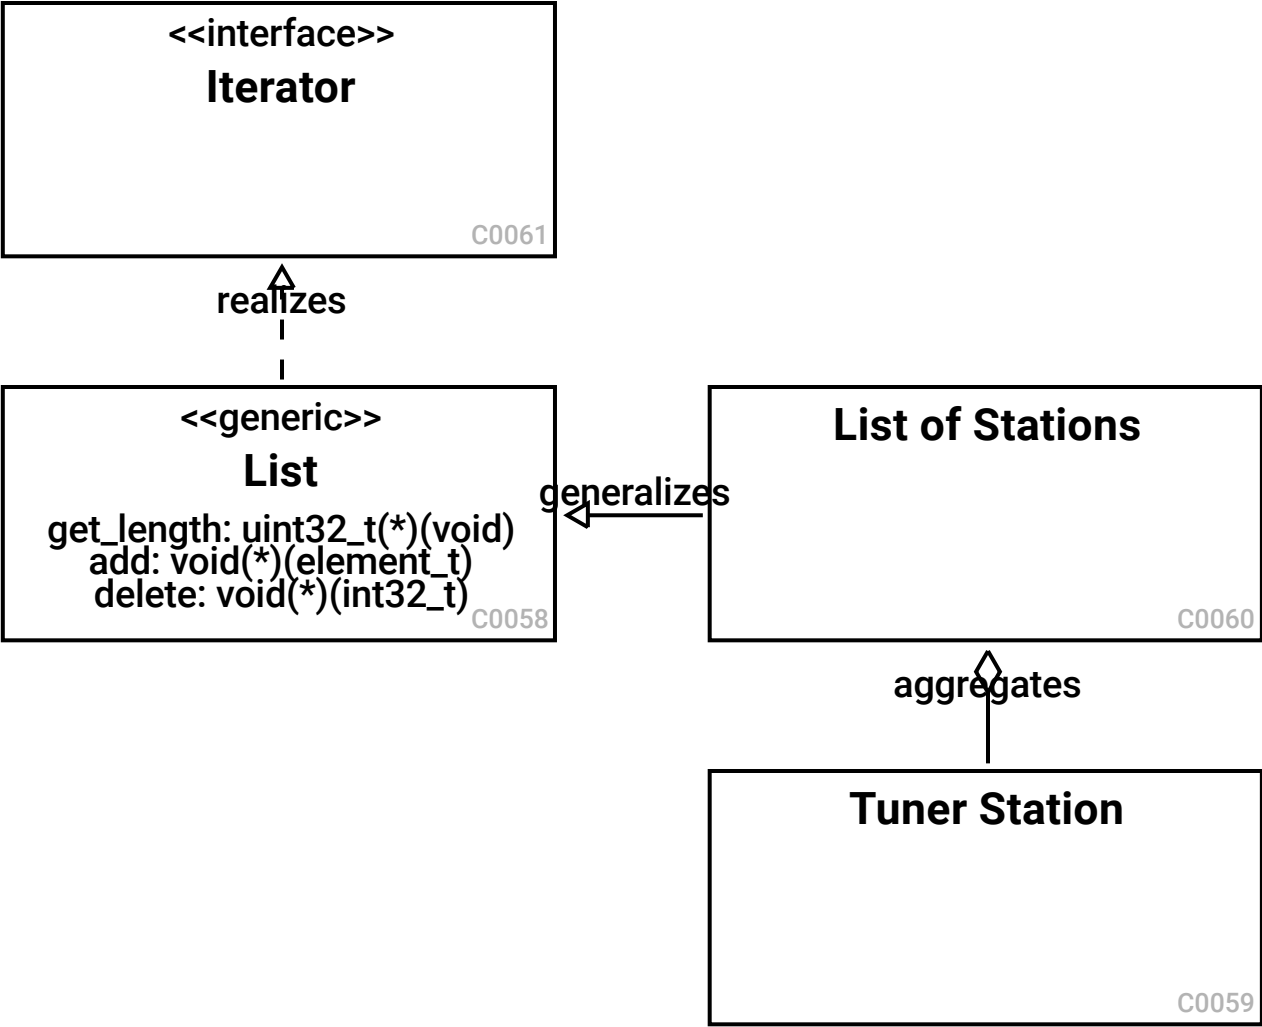 <<interface>>
Iterator
C0061
realizes
<<generic>>
List
get_length: uint32_t(*)(void)
add: void(*)(element_t)
delete: void(*)(int32_t)
C0058
generalizes
List of Stations
C0060
aggregates
Tuner Station
C0059